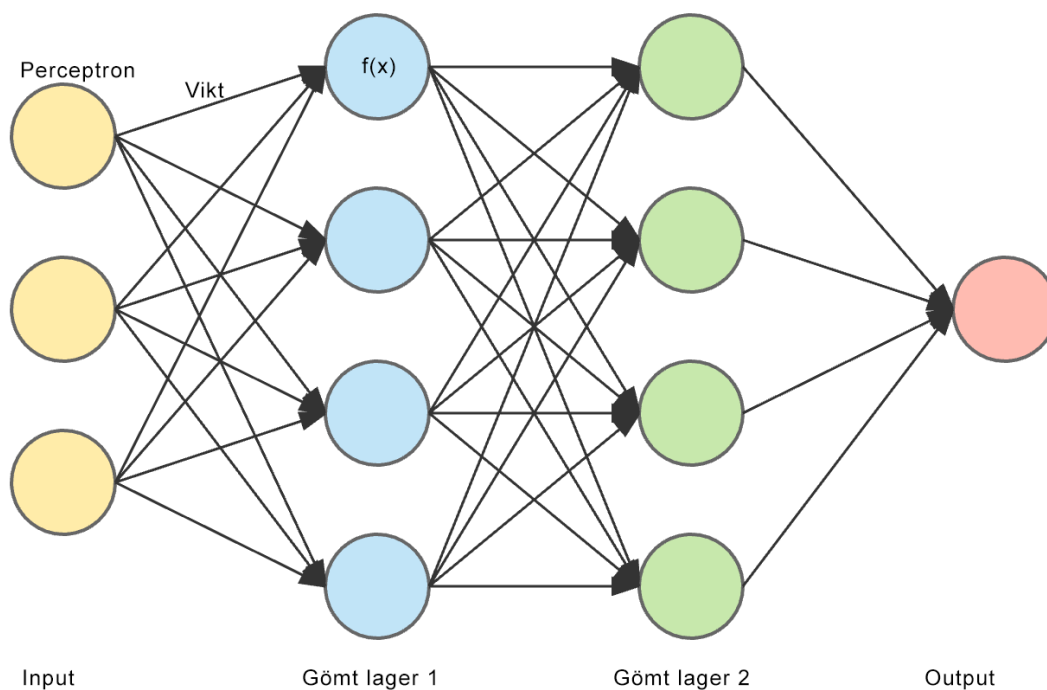 Perceptron
Vikt
f(x)
Input
Gömt lager 1
Gömt lager 2
Output